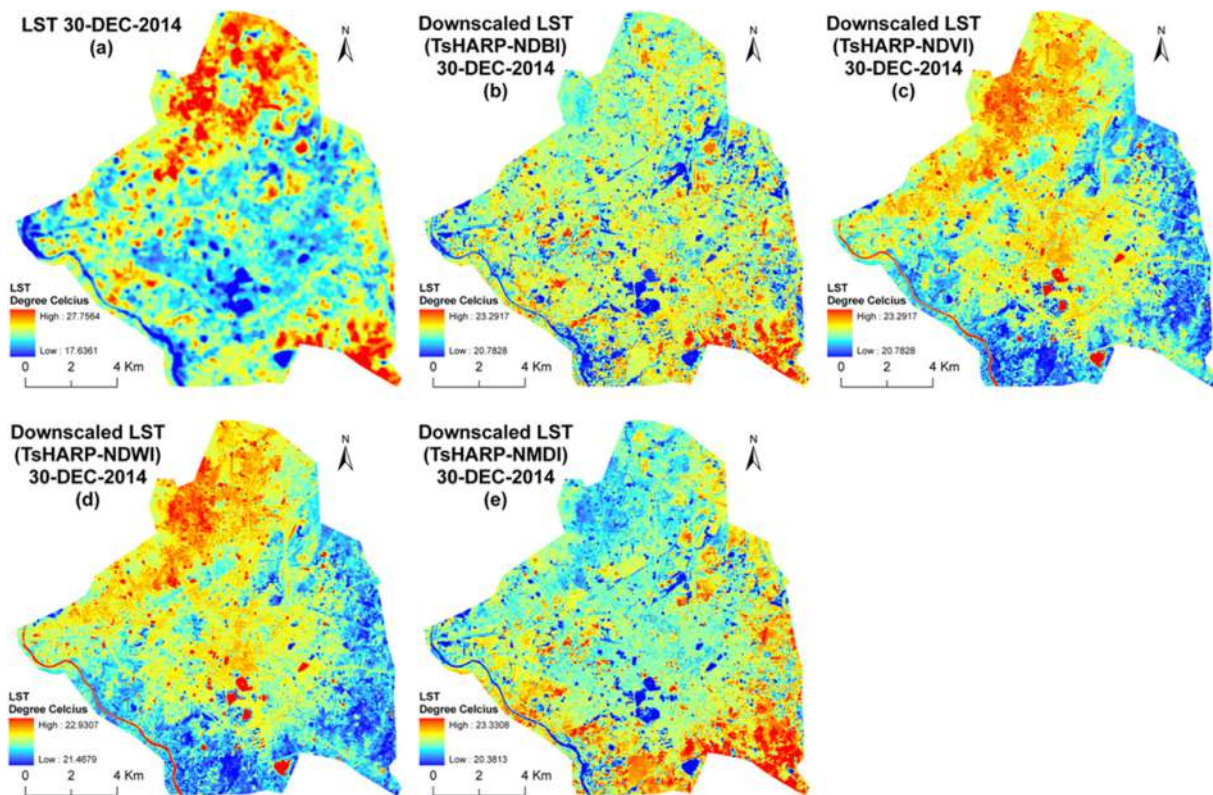 LST 30-DEC-2014
(a)
N
LST
Degree Celcius
High : 27.7564
Low : 17.6361
0 2 4 Km
Downscaled LST
(TsHARP-NDBI)
30-DEC-2014
(b)
N
LST
Degree Celcius
High : 23.2917
Low : 20.7828
0 2 4 Km
Downscaled LST
(TsHARP-NDVI)
30-DEC-2014
(c)
N
LST
Degree Celcius
High : 23.2917
Low : 20.7828
0 2 4 Km
Downscaled LST
(TsHARP-NDWI)
30-DEC-2014
(d)
N
LST
Degree Celcius
High : 22.9307
Low : 21.4679
0 2 4 Km
Downscaled LST
(TsHARP-NMDI)
30-DEC-2014
(e)
N
LST
Degree Celcius
High : 23.3308
Low : 20.3813
0 2 4 Km